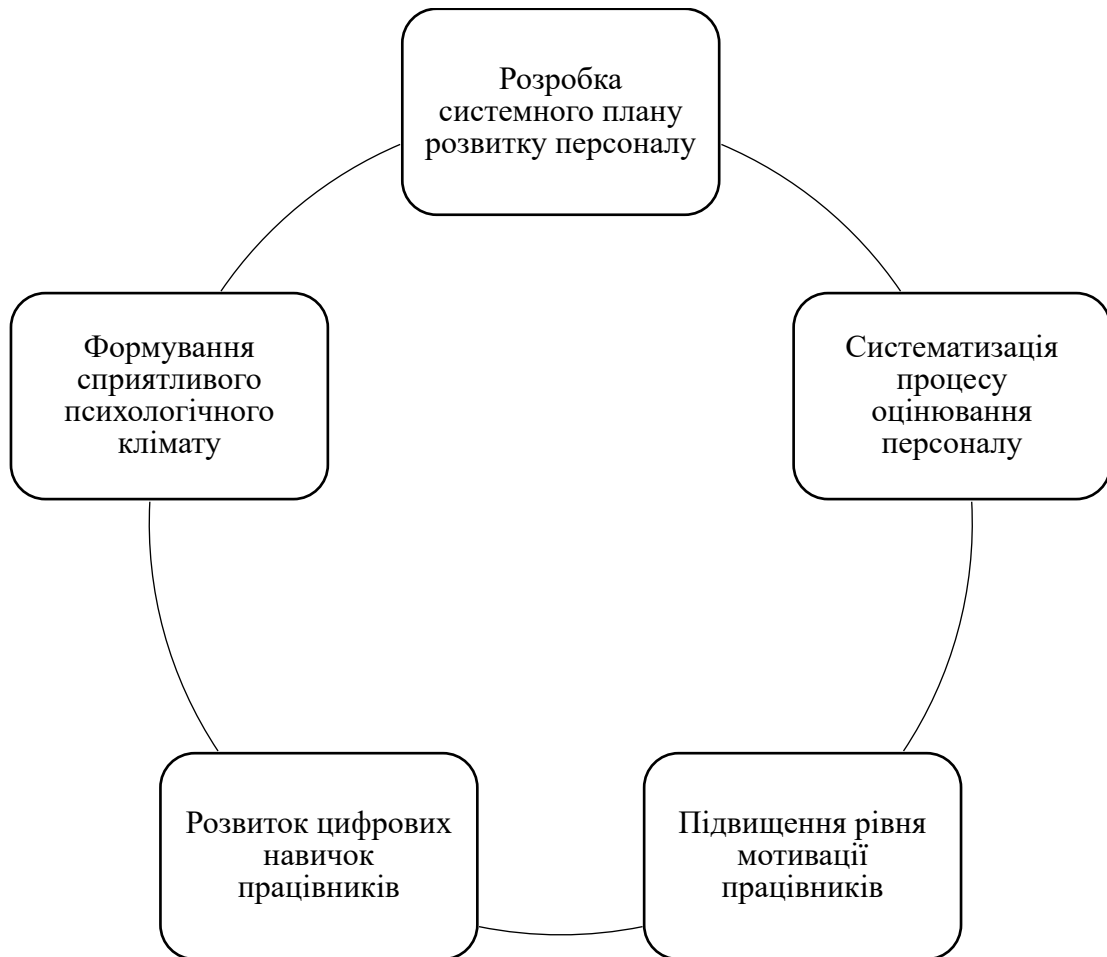 Розробка
системного плану
розвитку персоналу
Систематизація
процесу
оцінювання
персоналу
Підвищення рівня
мотивації
працівників
Розвиток цифрових
навичок
працівників
Формування
сприятливого
психологічного
клімату